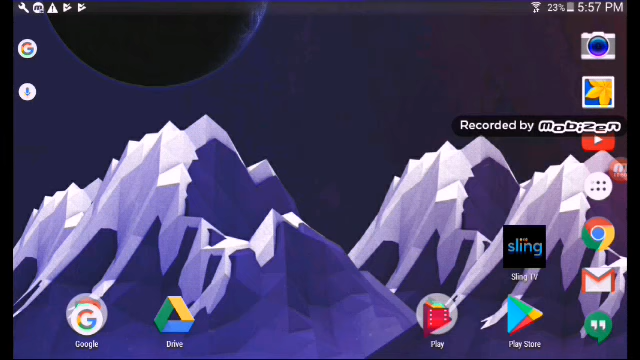 23% 5:57 PM
Recorded by Mobizen
sling
Sling TV
Google
Drive
Play
Play Store